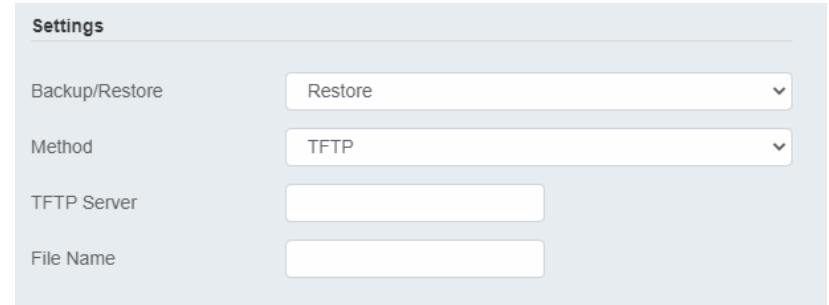 Settings
Backup/Restore Restore
Method TFTP
TFTP Server
File Name